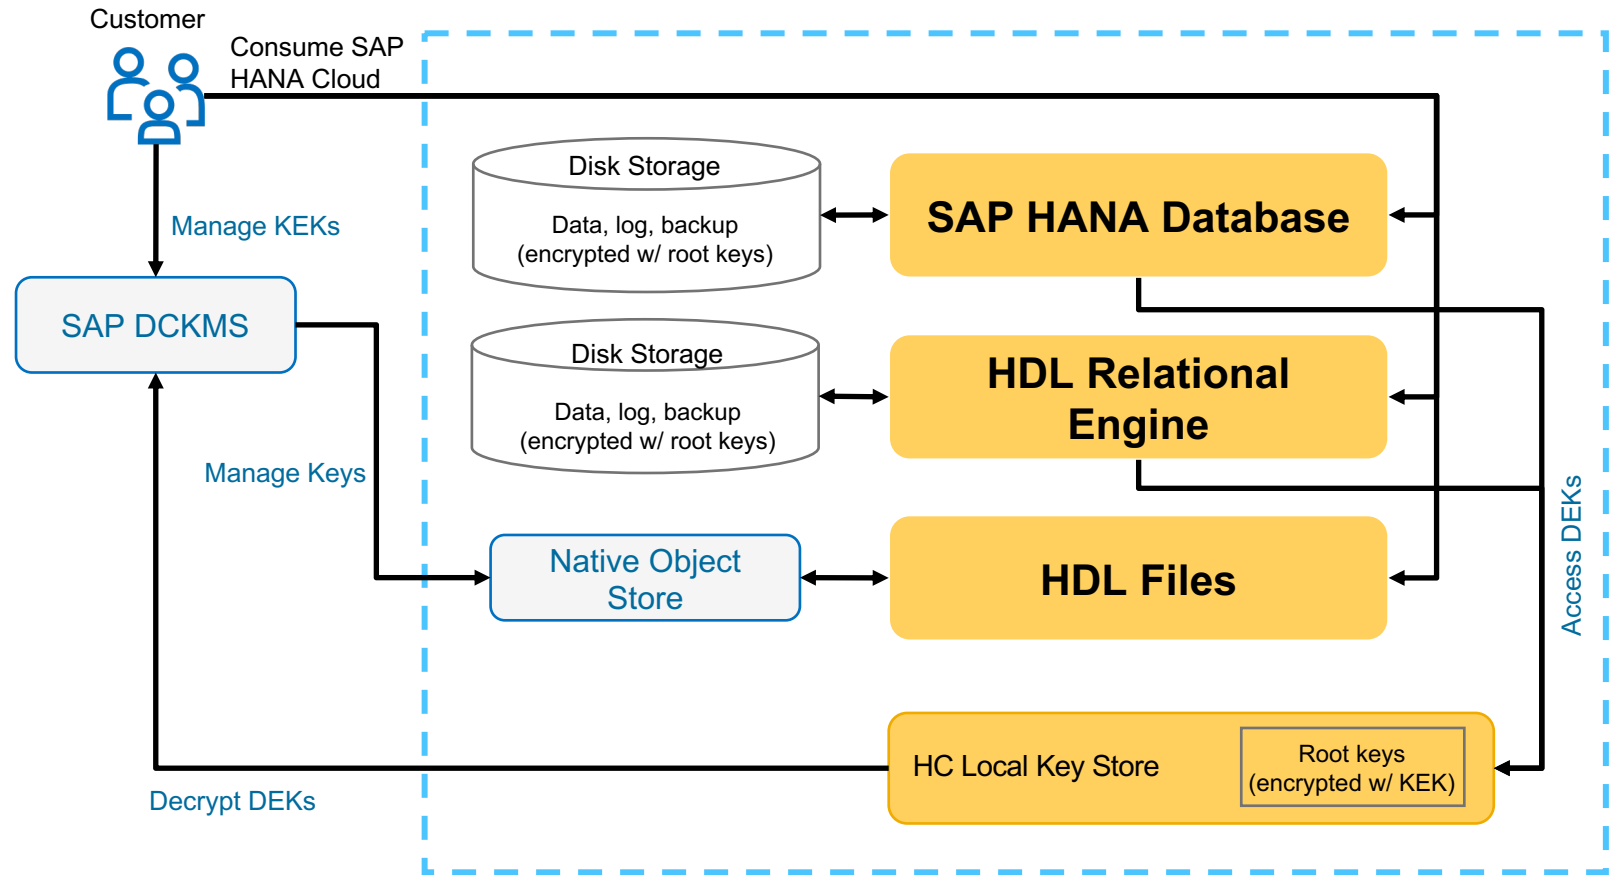 Customer
Consume SAP
HANA Cloud
Disk Storage
Data, log, backup
(encrypted w/ root keys)
SAP HANA Database
Manage KEKs
SAP DCKMS
Disk Storage
Data, log, backup
(encrypted w/ root keys)
HDL Relational
Engine
Manage Keys
Access DEKs
Native Object
Store
HDL Files
HC Local Key Store
Root keys
(encrypted w/ KEK)
Decrypt DEKs